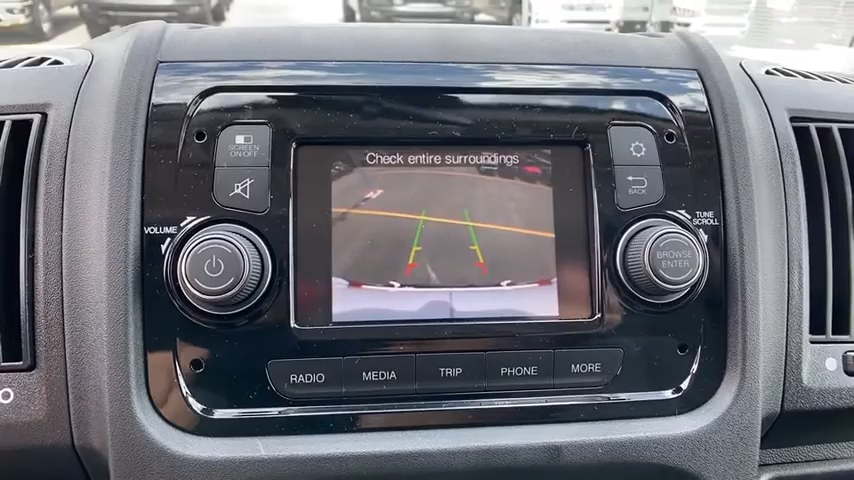 SCREEN
ON/OFF
Check entire surroundings
BACK
VOLUME
TUNE
SCROLL
BROWSE
ENTER
RADIO
MEDIA
TRIP
PHONE
MORE